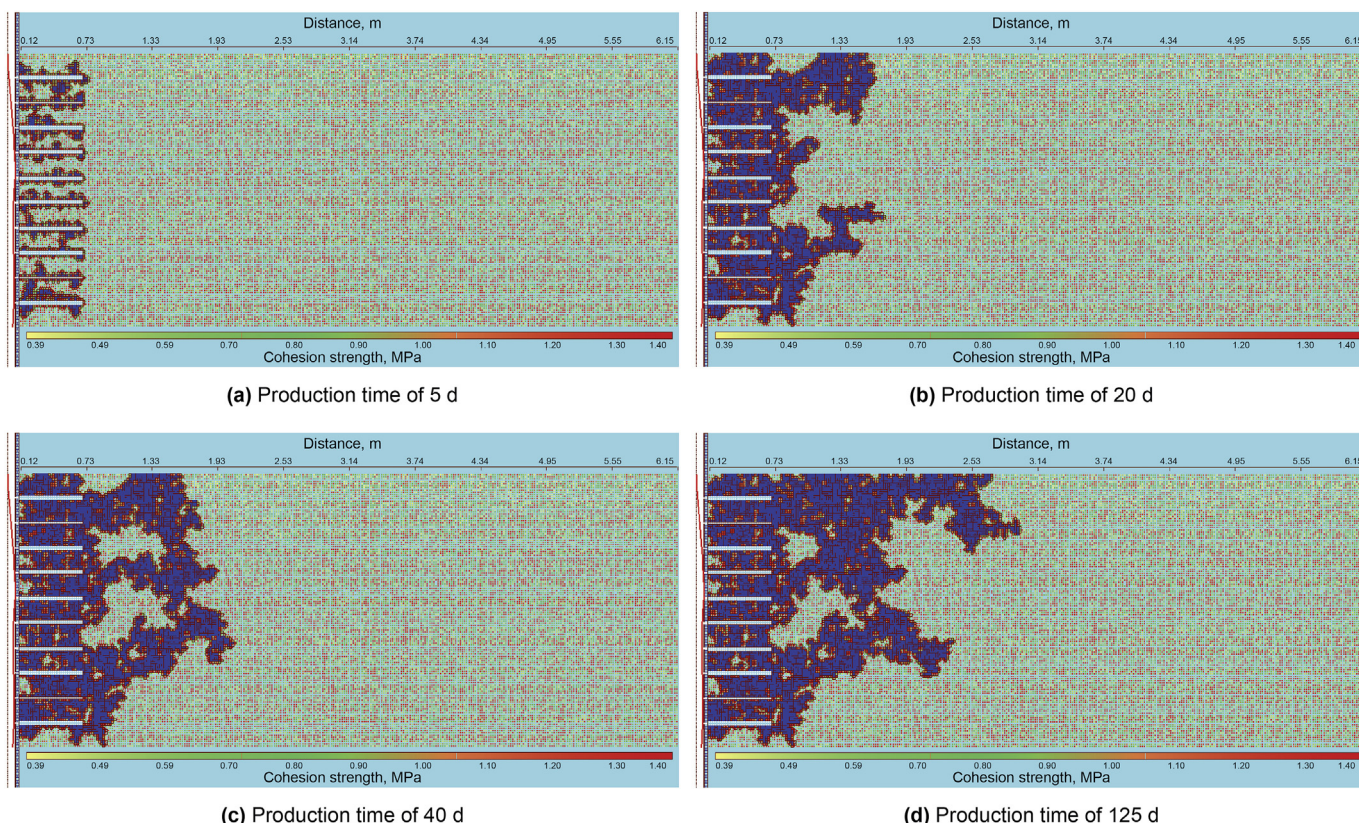 Distance, m
0.12 0.73 1.33 1.93 2.53 3.14 3.74 4.34 4.95 5.55 6.15
0.39 0.49 0.59 0.70 0.80 0.90 1.00 1.10 1.20 1.30 1.40
Cohesion strength, MPa
(a) Production time of 5 d
Distance, m
0.12 0.73 1.33 1.93 2.53 3.14 3.74 4.34 4.95 5.55 6.15
0.39 0.49 0.59 0.70 0.80 0.90 1.00 1.10 1.20 1.30 1.40
Cohesion strength, MPa
(b) Production time of 20 d
Distance, m
0.12 0.73 1.33 1.93 2.53 3.14 3.74 4.34 4.95 5.55 6.15
0.39 0.49 0.59 0.70 0.80 0.90 1.00 1.10 1.20 1.30 1.40
Cohesion strength, MPa
(c) Production time of 40 d
Distance, m
0.12 0.73 1.33 1.93 2.53 3.14 3.74 4.34 4.95 5.55 6.15
0.39 0.49 0.59 0.70 0.80 0.90 1.00 1.10 1.20 1.30 1.40
Cohesion strength, MPa
(d) Production time of 125 d